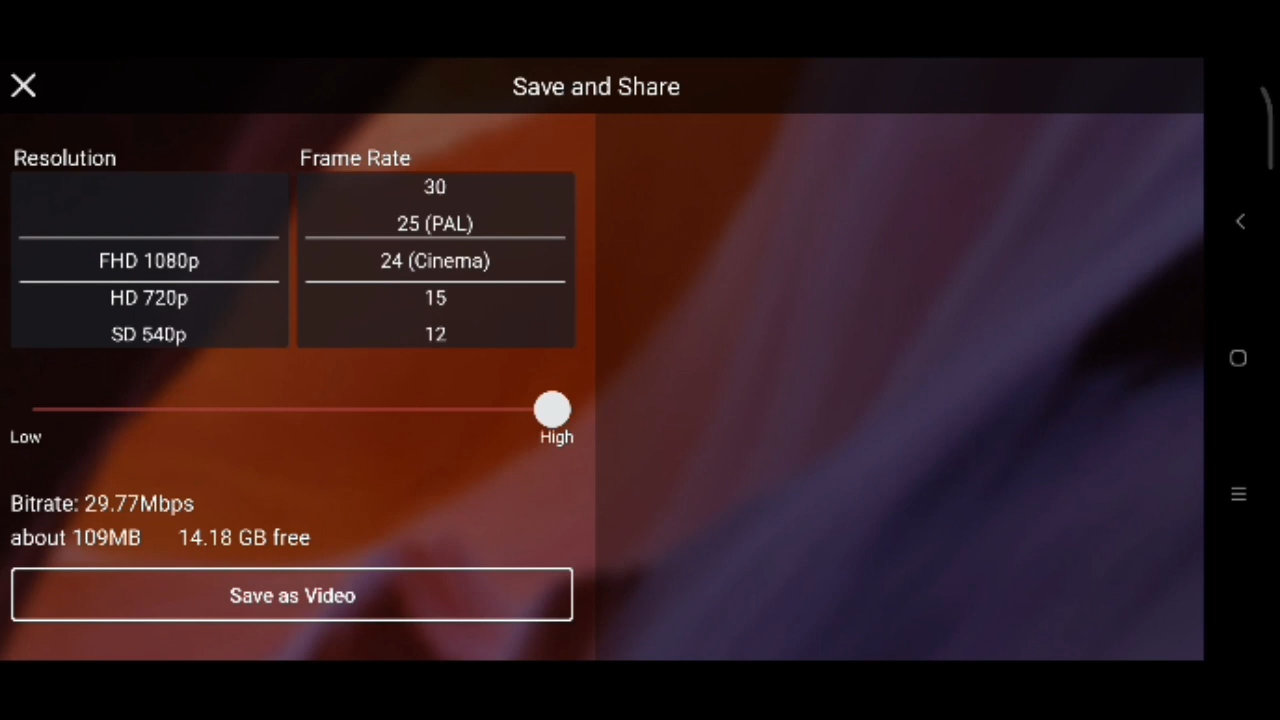 Save and Share
Resolution
Frame Rate
FHD 1080p
HD 720p
SD 540p
30
25 (PAL)
24 (Cinema)
15
12
Low
High
Bitrate: 29.77Mbps
about 109MB 14.18 GB free
Save as Video